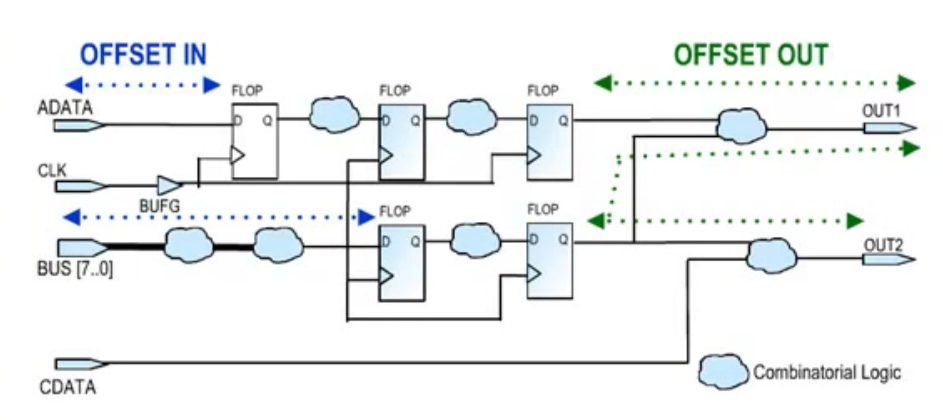 OFFSET IN
OFFSET OUT
FLOP
FLOP
FLOP
ADATA
D Q
D Q
D Q
OUT1
CLK
BUFG
FLOP
FLOP
BUS [7..0]
D Q
D Q
OUT2
CDATA
Combinatorial Logic